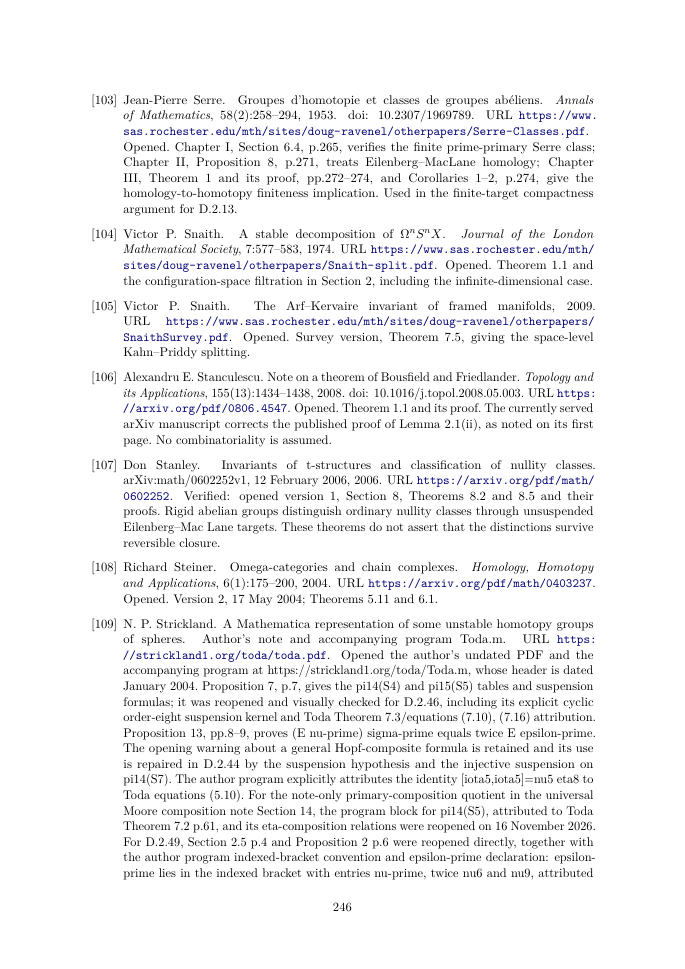 [103] Jean-Pierre Serre. Groupes d'homotopie et classes de groupes abéliens. Annals
of Mathematics, 58(2):258–294, 1953. doi: 10.2307/1969789. URL https://www.
sas.rochester.edu/mth/sites/doug-ravenel/otherpapers/Serre-Classes.pdf.
Opened. Chapter I, Section 6.4, p.265, verifies the finite prime-primary Serre class;
Chapter II, Proposition 8, p.271, treats Eilenberg–MacLane homology; Chapter
III, Theorem 1 and its proof, pp.272–274, and Corollaries 1–2, p.274, give the
homology-to-homotopy finiteness implication. Used in the finite-target compactness
argument for D.2.13.
[104] Victor P. Snaith. A stable decomposition of ΩⁿSⁿX. Journal of the London
Mathematical Society, 7:577–583, 1974. URL https://www.sas.rochester.edu/mth/
sites/doug-ravenel/otherpapers/Snaith-split.pdf. Opened. Theorem 1.1 and
the configuration-space filtration in Section 2, including the infinite-dimensional case.
[105] Victor P. Snaith. The Arf–Kervaire invariant of framed manifolds, 2009.
URL https://www.sas.rochester.edu/mth/sites/doug-ravenel/otherpapers/
SnaithSurvey.pdf. Opened. Survey version, Theorem 7.5, giving the space-level
Kahn–Priddy splitting.
[106] Alexandru E. Stanculescu. Note on a theorem of Bousfield and Friedlander. Topology and
its Applications, 155(13):1434–1438, 2008. doi: 10.1016/j.topol.2008.05.003. URL https:
//arxiv.org/pdf/0806.4547. Opened. Theorem 1.1 and its proof. The currently served
arXiv manuscript corrects the published proof of Lemma 2.1(ii), as noted on its first
page. No combinatoriality is assumed.
[107] Don Stanley. Invariants of t-structures and classification of nullity classes.
arXiv:math/0602252v1, 12 February 2006, 2006. URL https://arxiv.org/pdf/math/
0602252. Verified: opened version 1, Section 8, Theorems 8.2 and 8.5 and their
proofs. Rigid abelian groups distinguish ordinary nullity classes through unsuspended
Eilenberg–Mac Lane targets. These theorems do not assert that the distinctions survive
reversible closure.
[108] Richard Steiner. Omega-categories and chain complexes. Homology, Homotopy
and Applications, 6(1):175–200, 2004. URL https://arxiv.org/pdf/math/0403237.
Opened. Version 2, 17 May 2004; Theorems 5.11 and 6.1.
[109] N. P. Strickland. A Mathematica representation of some unstable homotopy groups
of spheres. Author's note and accompanying program Toda.m. URL https:
//strickland1.org/toda/toda.pdf. Opened the author's undated PDF and the
accompanying program at https://strickland1.org/toda/Toda.m, whose header is dated
January 2004. Proposition 7, p.7, gives the pi14(S4) and pi15(S5) tables and suspension
formulas; it was reopened and visually checked for D.2.46, including its explicit cyclic
order-eight suspension kernel and Toda Theorem 7.3/equations (7.10), (7.16) attribution.
Proposition 13, pp.8–9, proves (E nu-prime) sigma-prime equals twice E epsilon-prime.
The opening warning about a general Hopf-composite formula is retained and its use
is repaired in D.2.44 by the suspension hypothesis and the injective suspension on
pi14(S7). The author program explicitly attributes the identity [iota5,iota5]=nu5 eta8 to
Toda equations (5.10). For the note-only primary-composition quotient in the universal
Moore composition note Section 14, the program block for pi14(S5), attributed to Toda
Theorem 7.2 p.61, and its eta-composition relations were reopened on 16 November 2026.
For D.2.49, Section 2.5 p.4 and Proposition 2 p.6 were reopened directly, together with
the author program indexed-bracket convention and epsilon-prime declaration: epsilon-
prime lies in the indexed bracket with entries nu-prime, twice nu6 and nu9, attributed
246